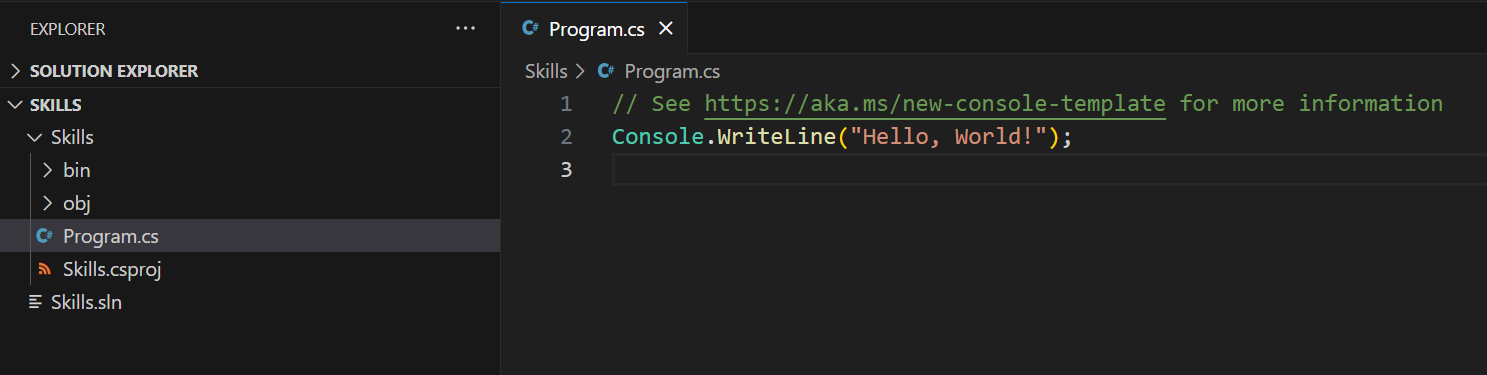 EXPLORER
SOLUTION EXPLORER
SKILLS
Skills
bin
obj
C# Program.cs
Skills.csproj
Skills.sln
C# Program.cs
Skills > C# Program.cs
1 // See https://aka.ms/new-console-template for more information
2 Console.WriteLine("Hello, World!");
3